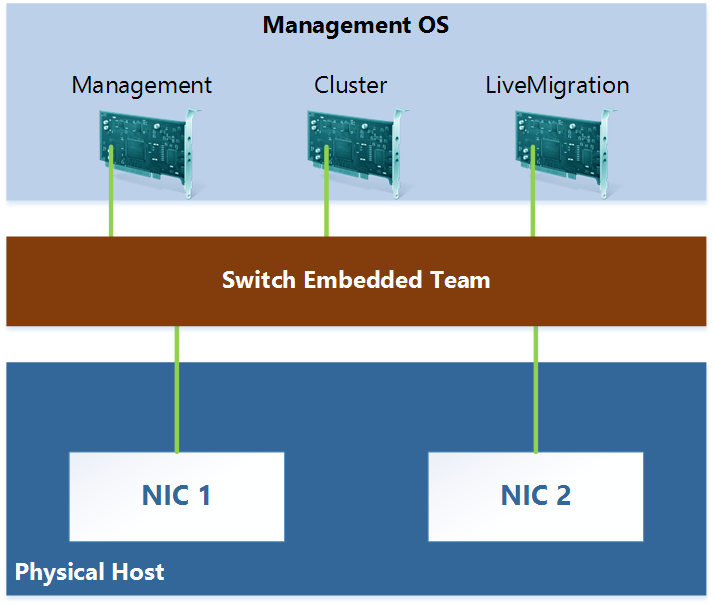 Management OS
Management
Cluster
LiveMigration
Switch Embedded Team
NIC 1
NIC 2
Physical Host